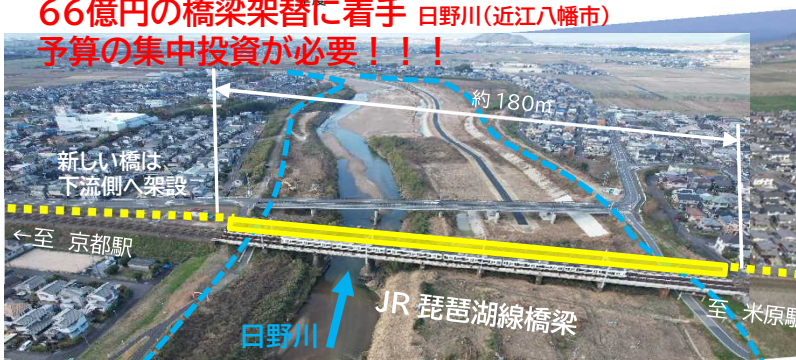 66億円の橋梁架替に着手 日野川(近江八幡市)
予算の集中投資が必要!!!
約180m
新しい橋は、
下流側へ架設
←至 京都駅
JR 琵琶湖線橋梁
至 米原駅
日野川